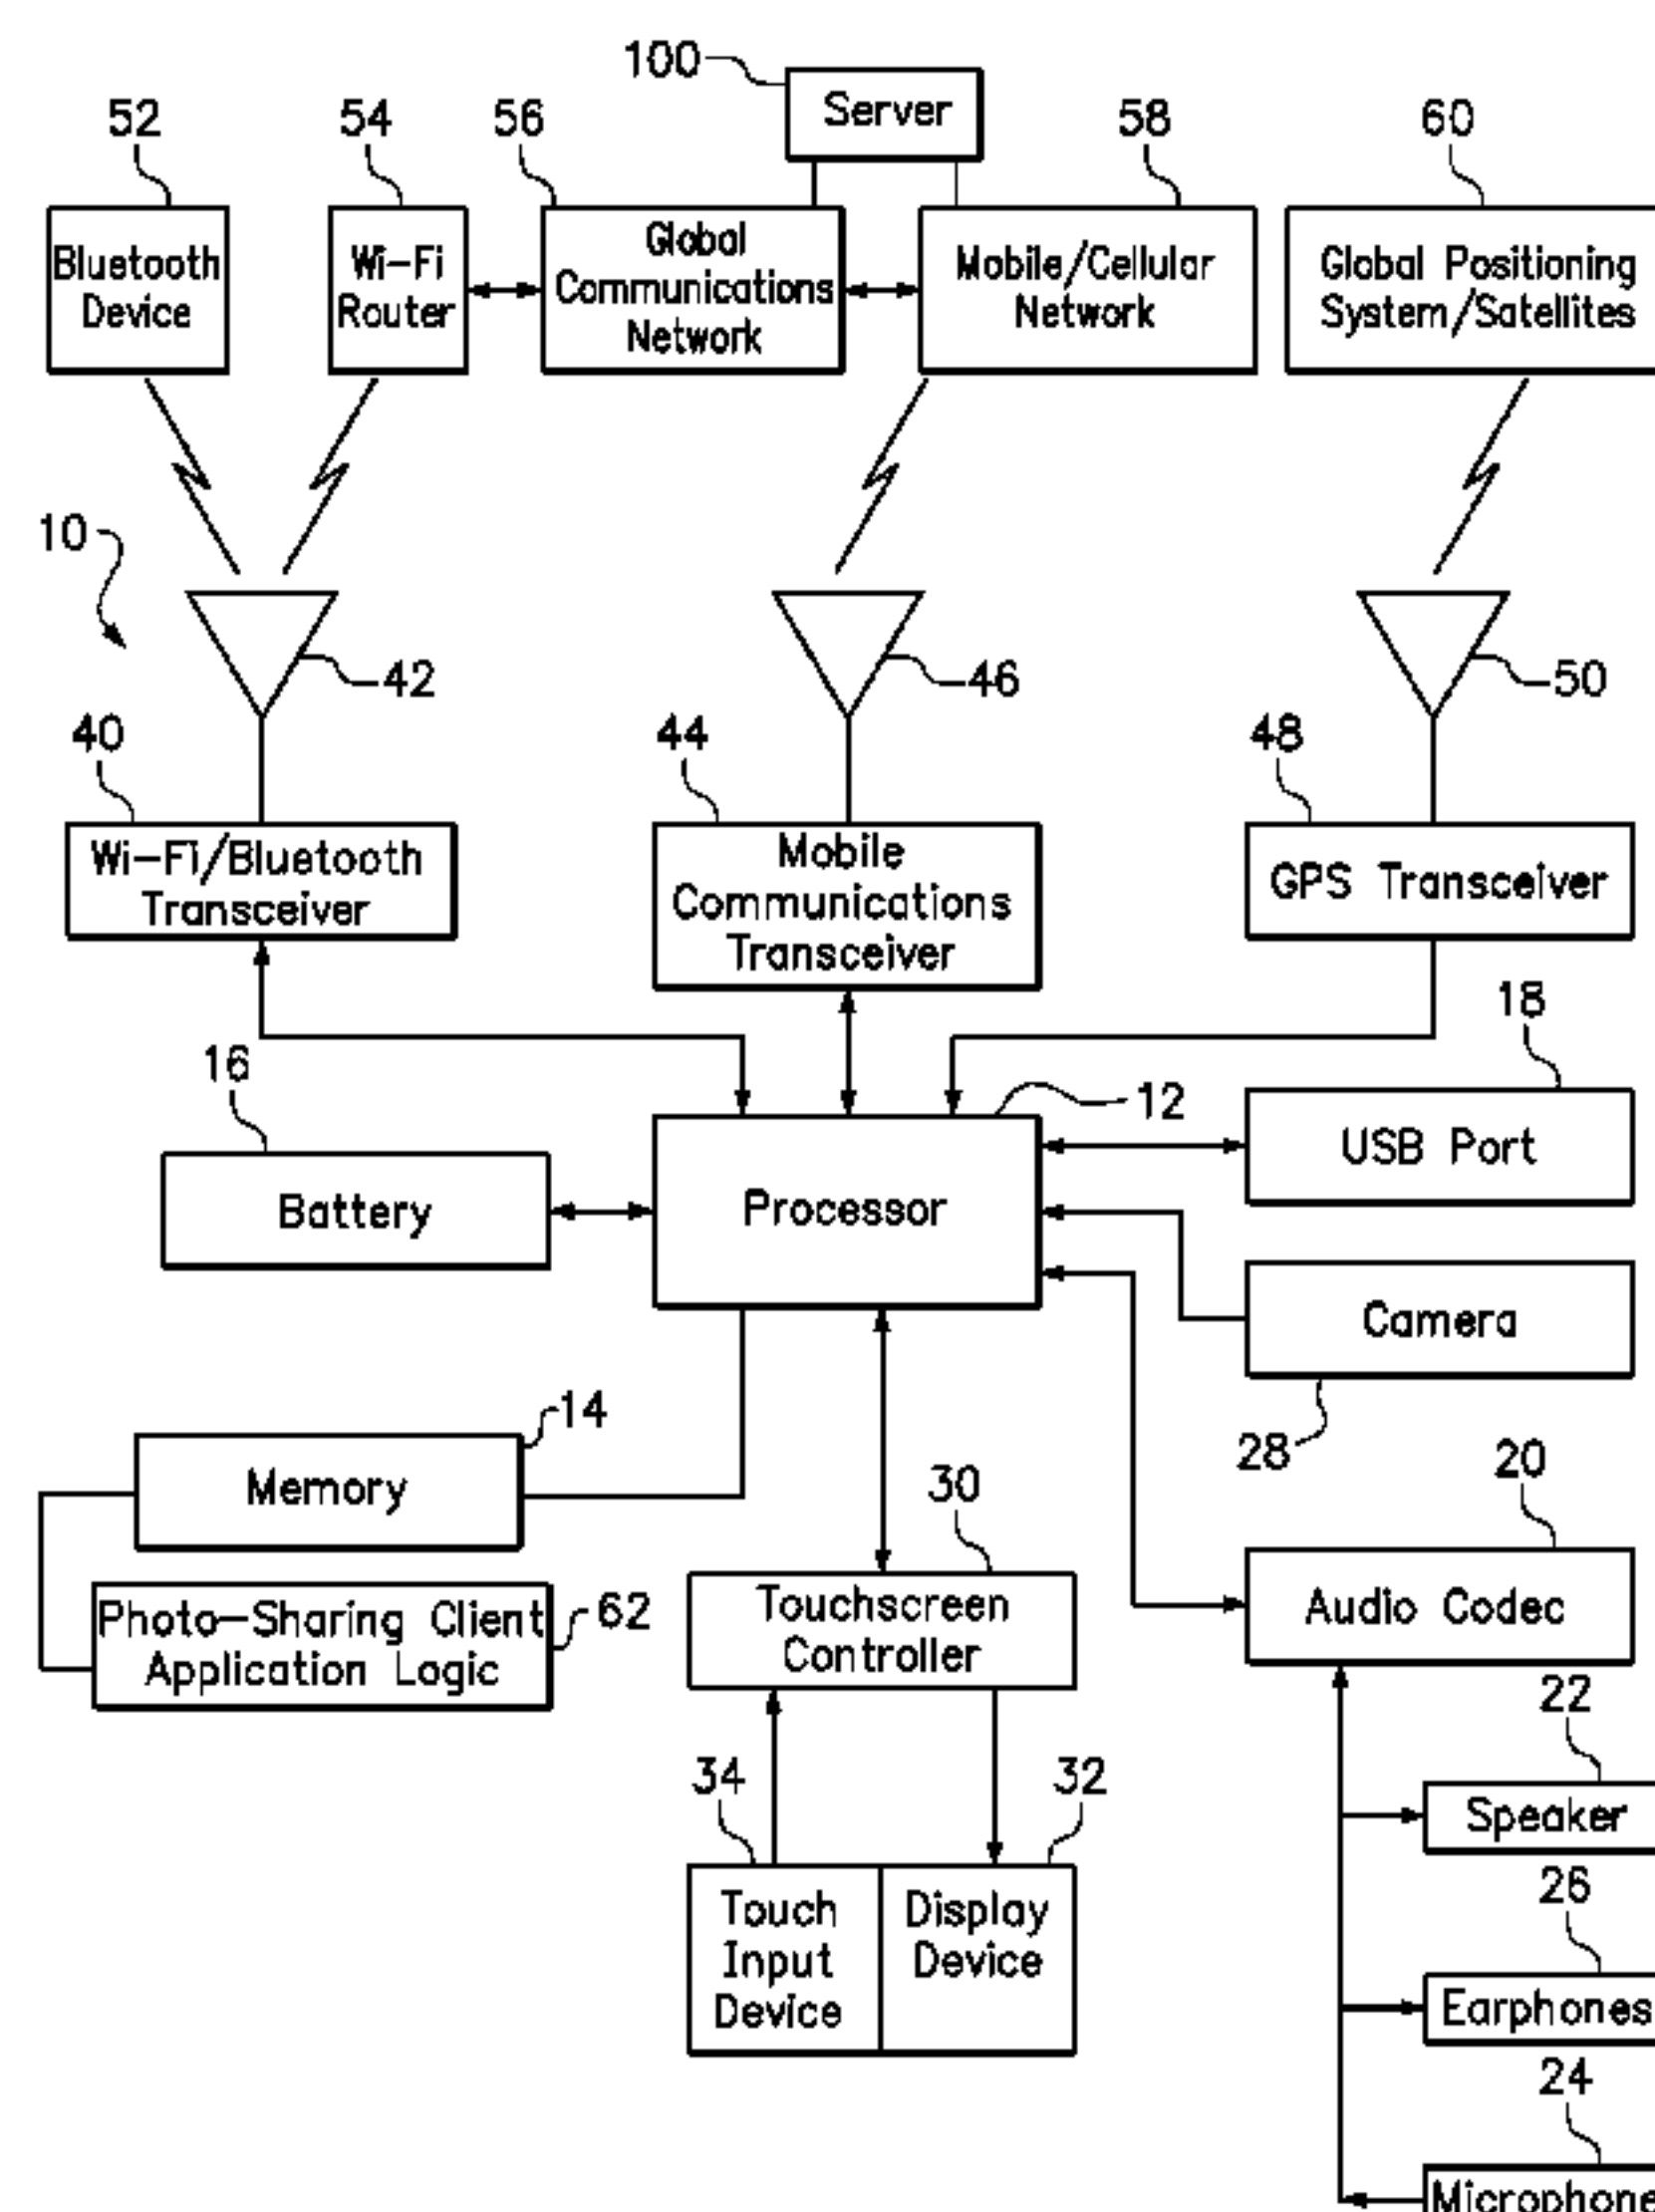 100
Server
52
54
56
58
60
Bluetooth
Device
Wi-Fi
Router
Global
Communications
Network
Mobile/Cellular
Network
Global Positioning
System/Satellites
10
42
46
50
40
44
48
Wi-Fi/Bluetooth
Transceiver
Mobile
Communications
Transceiver
GPS Transceiver
18
16
12
USB Port
Battery
Processor
Camera
14
28
20
Memory
30
Audio Codec
Photo-Sharing Client
Application Logic
62
Touchscreen
Controller
22
34
32
Speaker
26
Touch
Input
Device
Display
Device
Earphones
24
Microphone